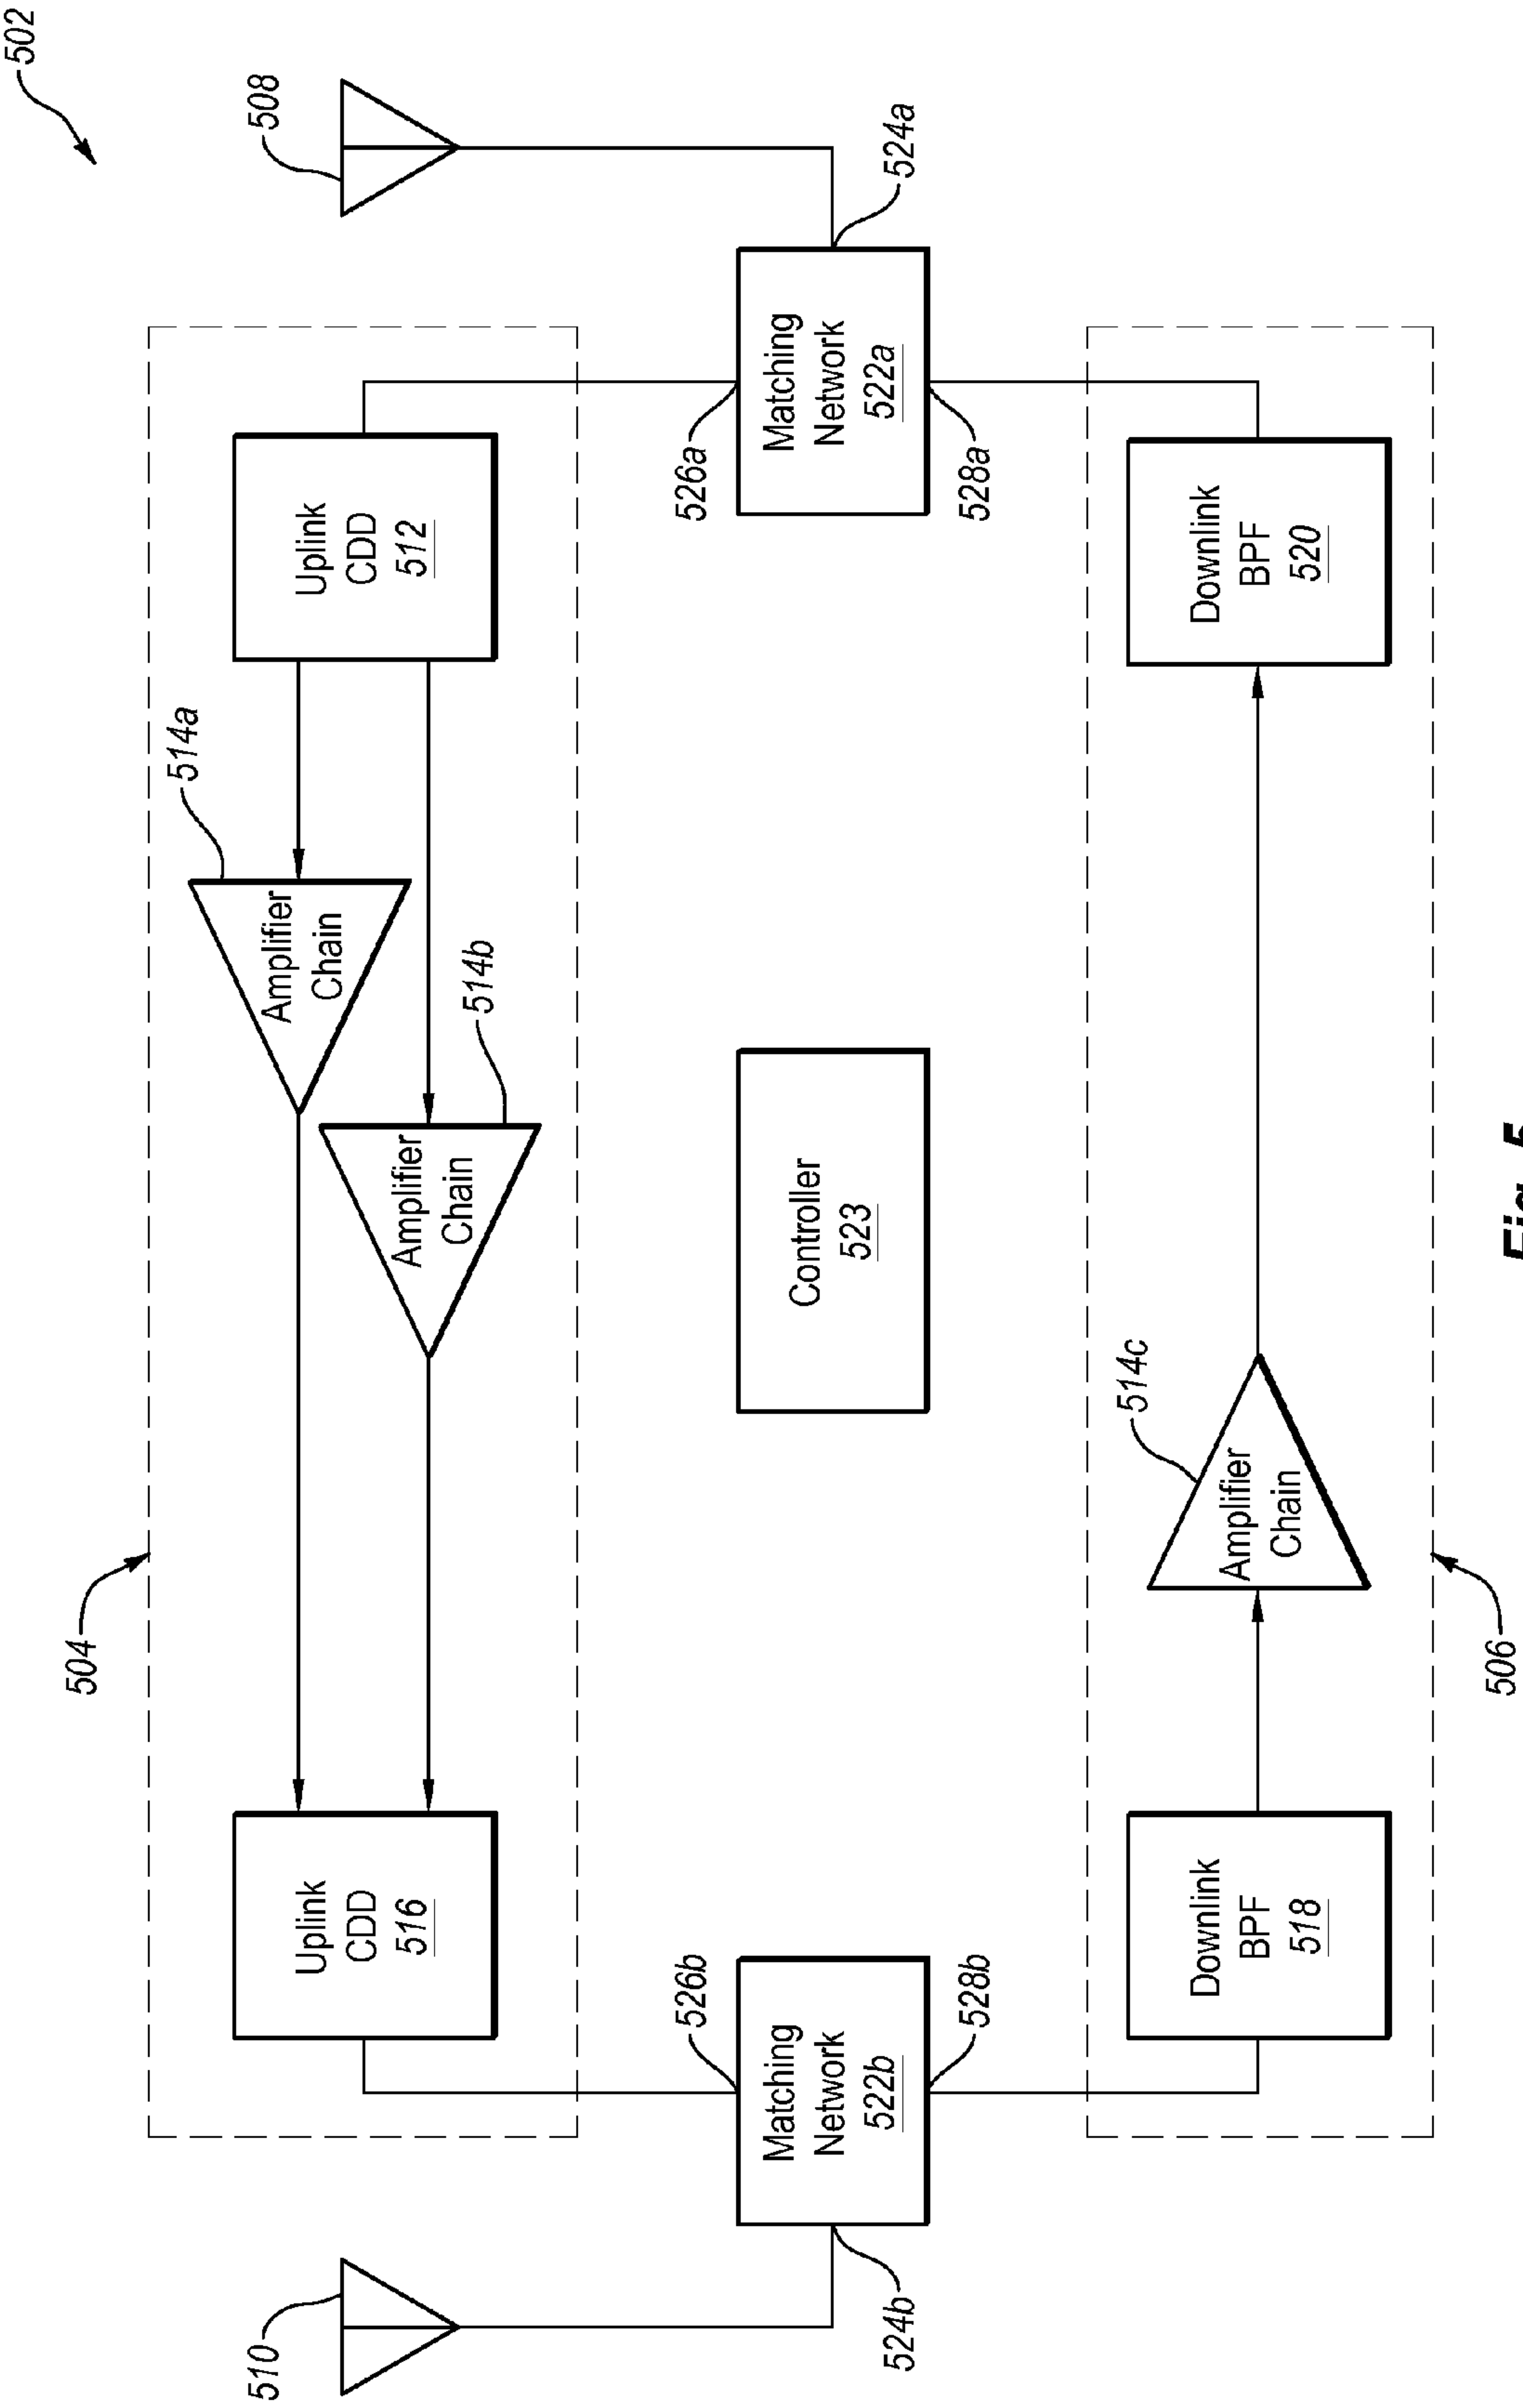 502
504
514a
510
508
Uplink
CDD
516
Amplifier
Chain
Uplink
CDD
512
Amplifier
Chain
514b
526b
526a
Matching
Network
522b
Controller
523
Matching
Network
522a
524b
524a
528b
528a
514c
Downlink
BPF
518
Amplifier
Chain
Downlink
BPF
520
506
Fig. 5